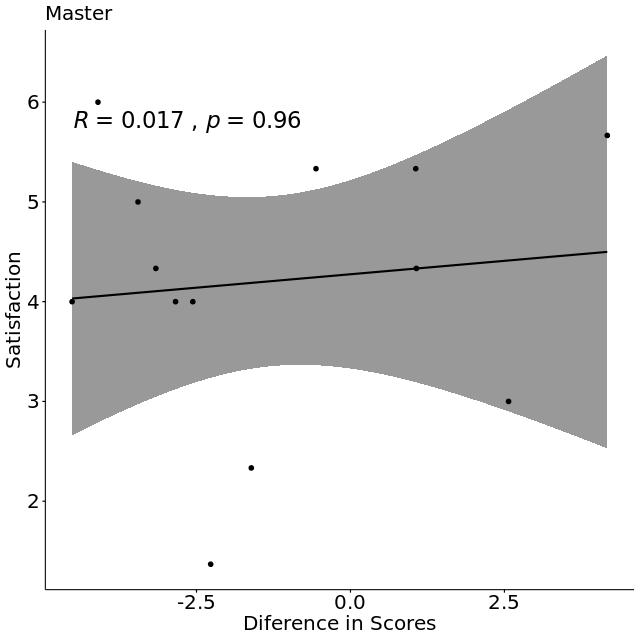 Master
R = 0.017 , p = 0.96
6
5
4
3
2
Satisfaction
-2.5 0.0 2.5
Diference in Scores